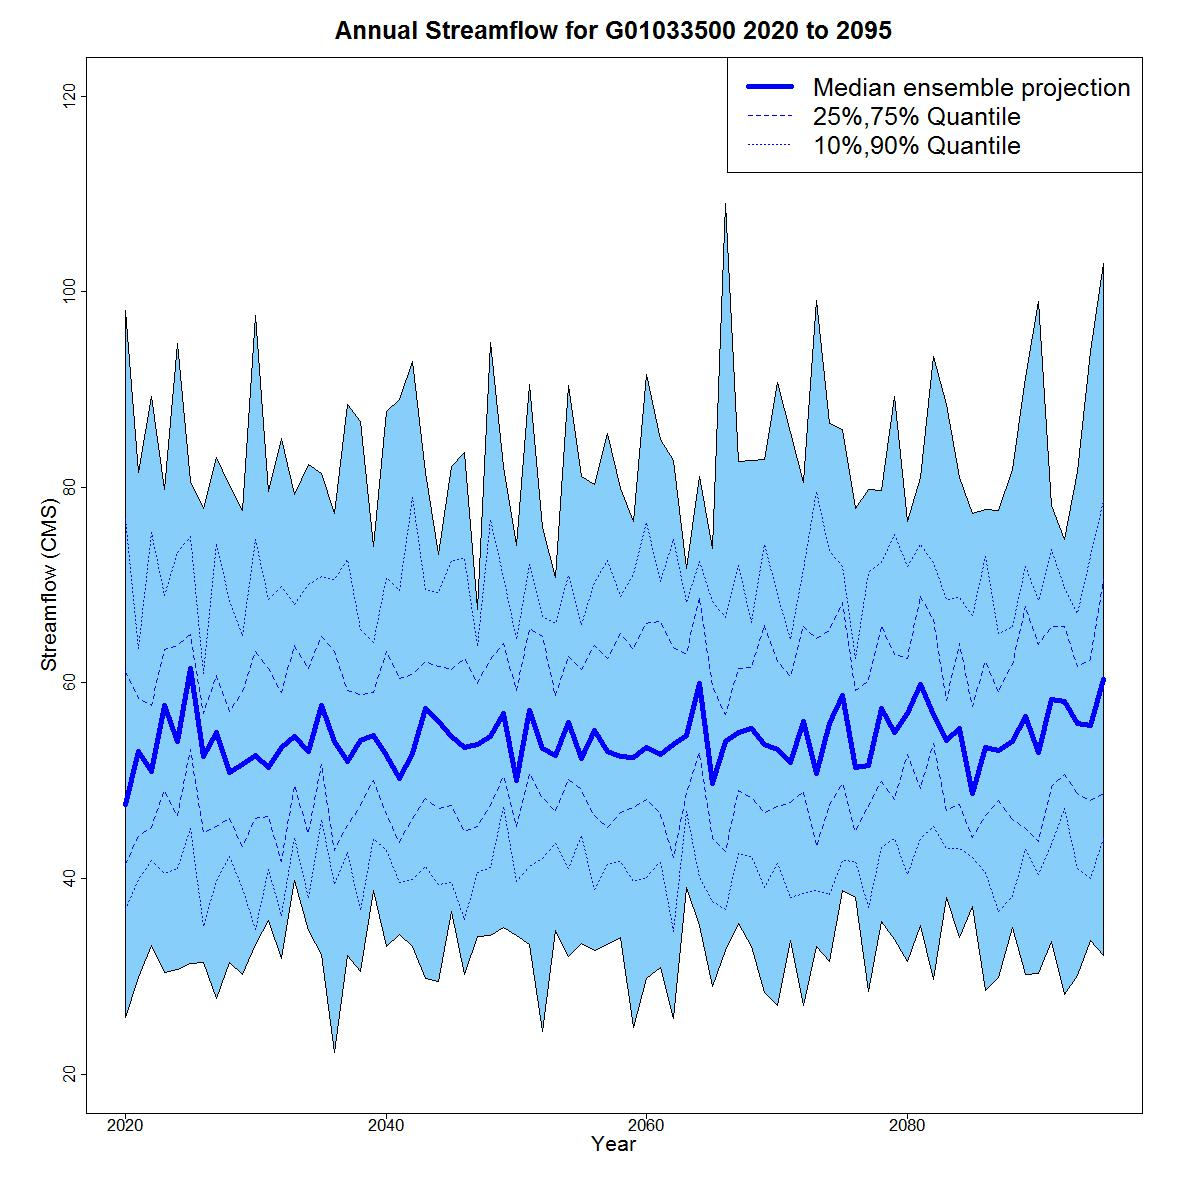 Annual Streamflow for G01033500 2020 to 2095
Median ensemble projection
25%,75% Quantile
10%,90% Quantile
Streamflow (CMS)
120
100
80
60
40
20
2020 2040 2060 2080
Year